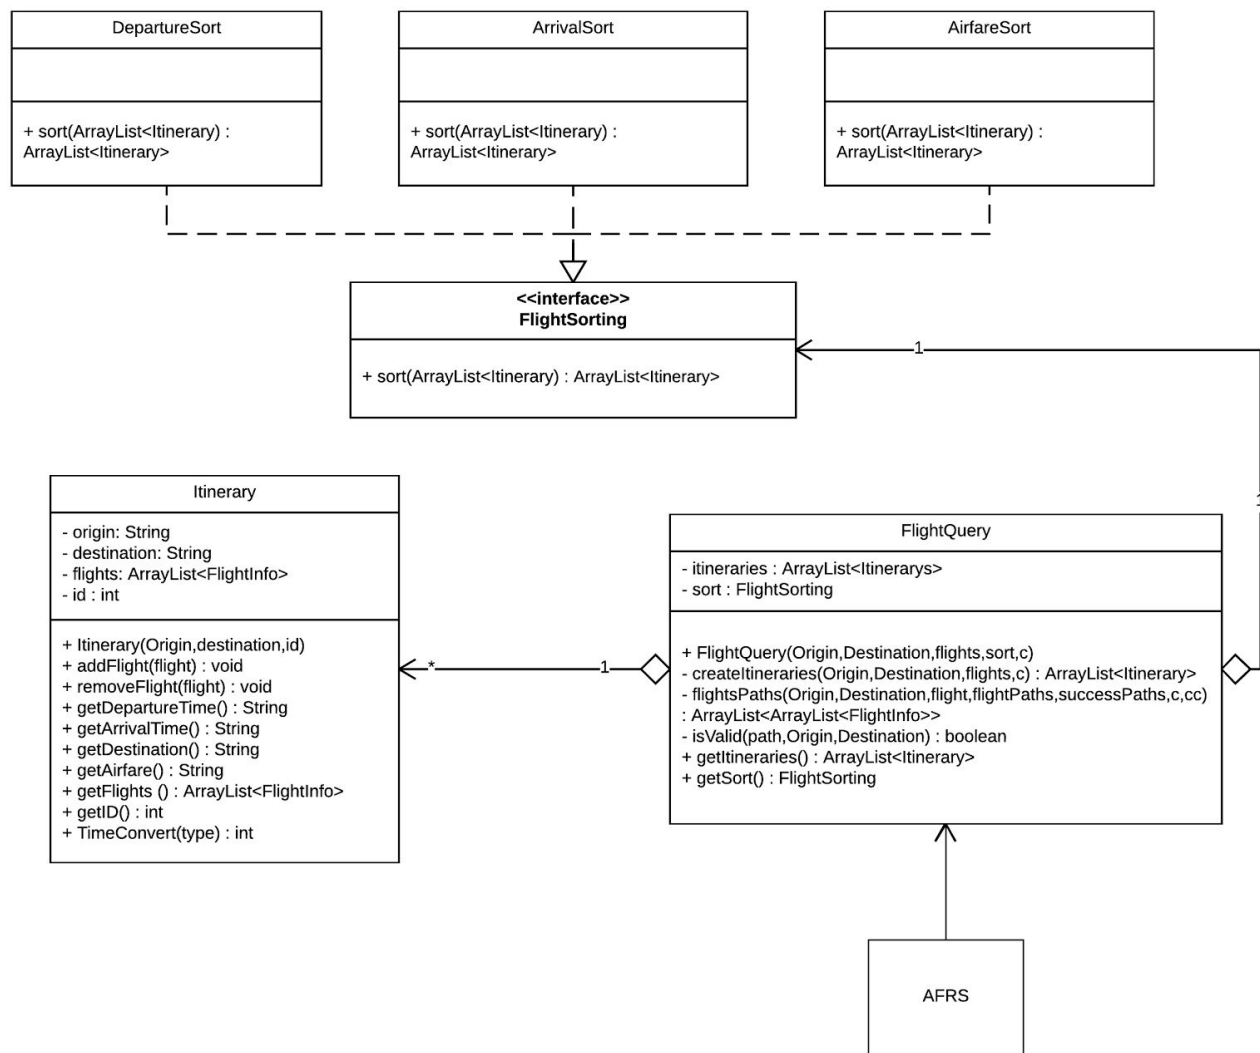 DepartureSort
+ sort(ArrayList<Itinerary) :
ArrayList<Itinerary>
ArrivalSort
+ sort(ArrayList<Itinerary) :
ArrayList<Itinerary>
AirfareSort
+ sort(ArrayList<Itinerary) :
ArrayList<Itinerary>
<<interface>>
FlightSorting
+ sort(ArrayList<Itinerary) : ArrayList<Itinerary>
1
1
Itinerary
- origin: String
- destination: String
- flights: ArrayList<FlightInfo>
- id : int
+ Itinerary(Origin,destination,id)
+ addFlight(flight) : void
+ removeFlight(flight) : void
+ getDepartureTime() : String
+ getArrivalTime() : String
+ getDestination() : String
+ getAirfare() : String
+ getFlights () : ArrayList<FlightInfo>
+ getID() : int
+ TimeConvert(type) : int
*
1
FlightQuery
- itineraries : ArrayList<Itinerarys>
- sort : FlightSorting
+ FlightQuery(Origin,Destination,flights,sort,c)
- createItineraries(Origin,Destination,flights,c) : ArrayList<Itinerary>
- flightsPaths(Origin,Destination,flight,flightPaths,successPaths,c,cc)
: ArrayList<ArrayList<FlightInfo>>
- isValid(path,Origin,Destination) : boolean
+ getItineraries() : ArrayList<Itinerary>
+ getSort() : FlightSorting
AFRS